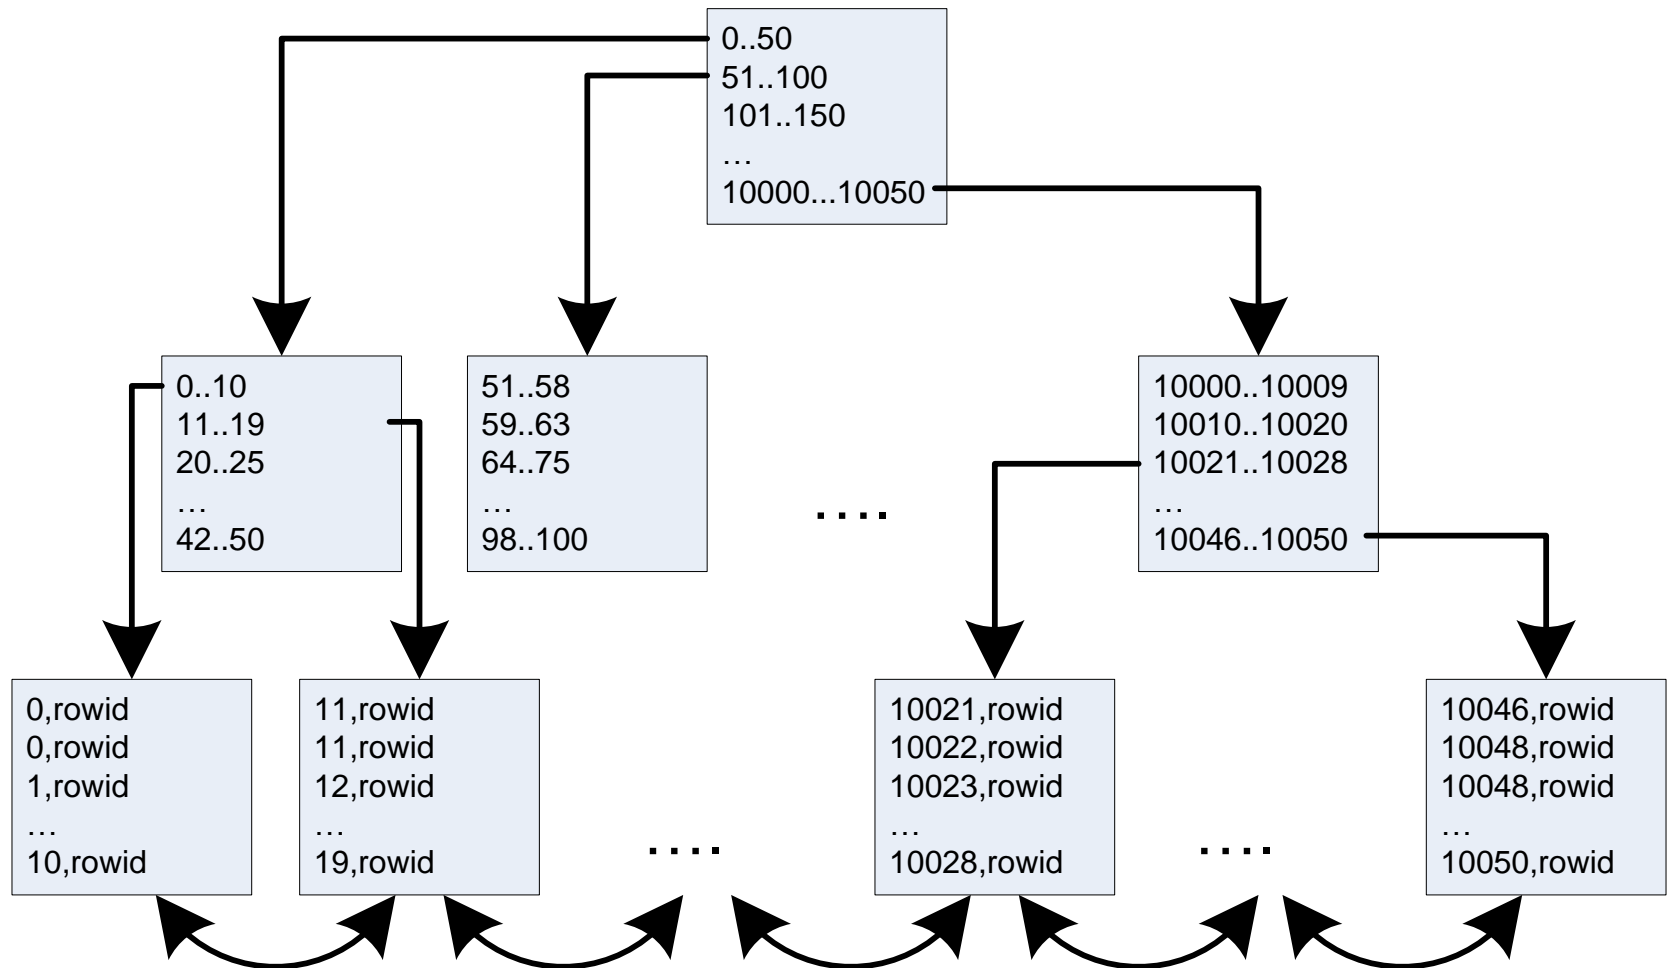 0..50
51..100
101..150
...
10000...10050
0..10
11..19
20..25
...
42..50
51..58
59..63
64..75
...
98..100
....
10000..10009
10010..10020
10021..10028
...
10046..10050
0,rowid
0,rowid
1,rowid
...
10,rowid
11,rowid
11,rowid
12,rowid
...
19,rowid
....
10021,rowid
10022,rowid
10023,rowid
...
10028,rowid
....
10046,rowid
10048,rowid
10048,rowid
...
10050,rowid